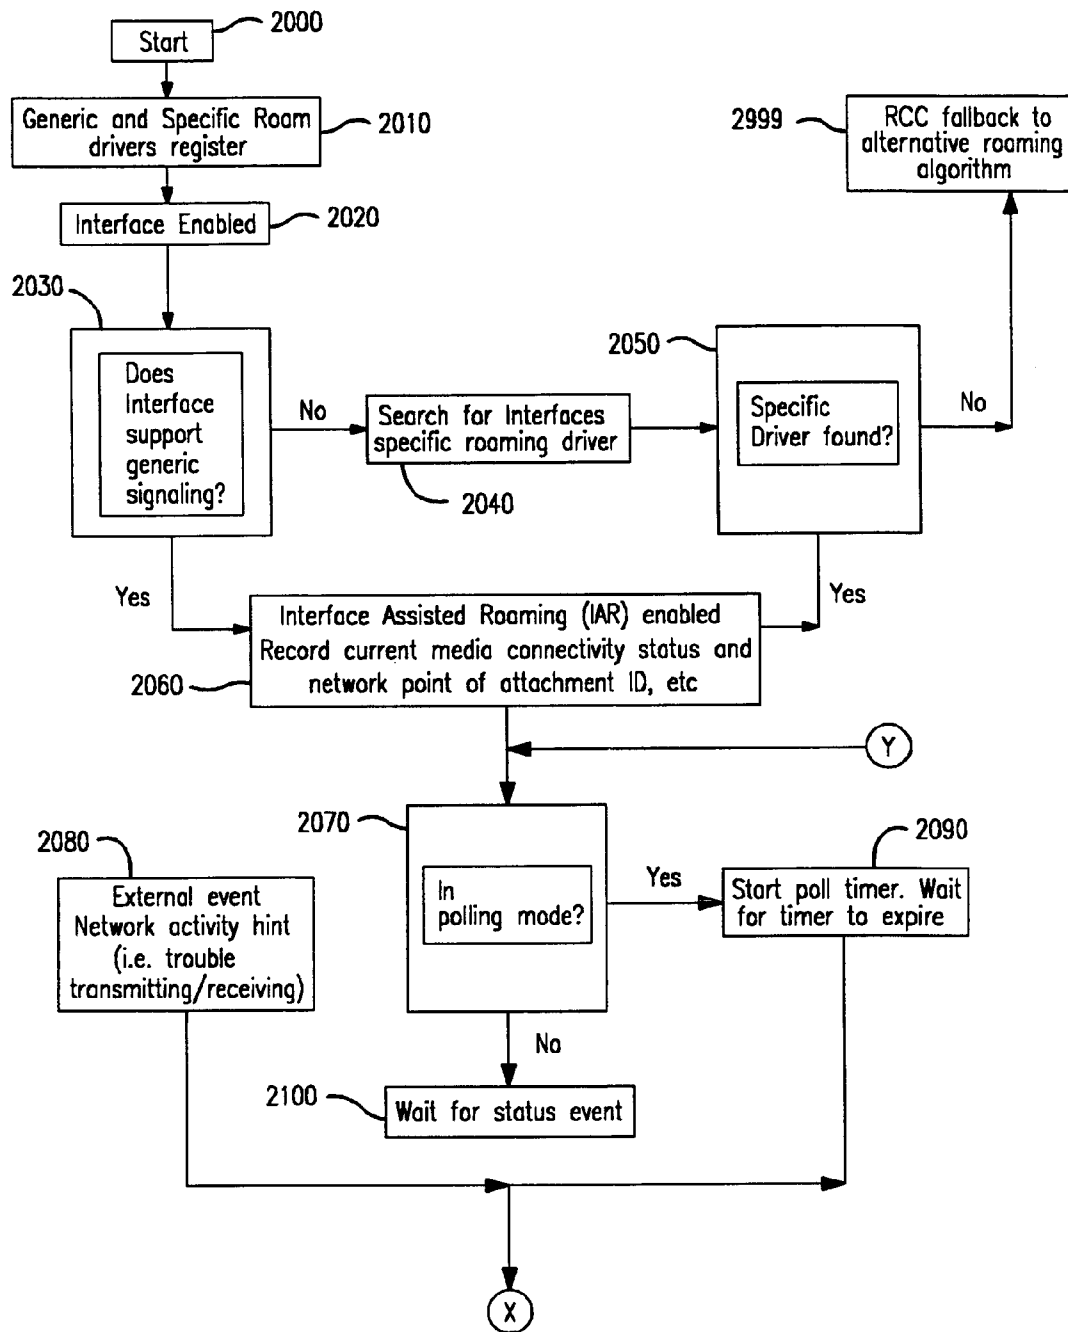 Start
2000
Generic and Specific Roam
drivers register
2010
Interface Enabled
2020
2999
RCC fallback to
alternative roaming
algorithm
2030
Does
Interface
support
generic
signaling?
No
Search for Interfaces
specific roaming driver
2040
2050
Specific
Driver found?
No
Yes
Yes
Interface Assisted Roaming (IAR) enabled
Record current media connectivity status and
network point of attachment ID, etc
2060
Y
2070
In
polling mode?
Yes
2090
Start poll timer. Wait
for timer to expire
2080
External event
Network activity hint
(i.e. trouble
transmitting/receiving)
No
2100
Wait for status event
X